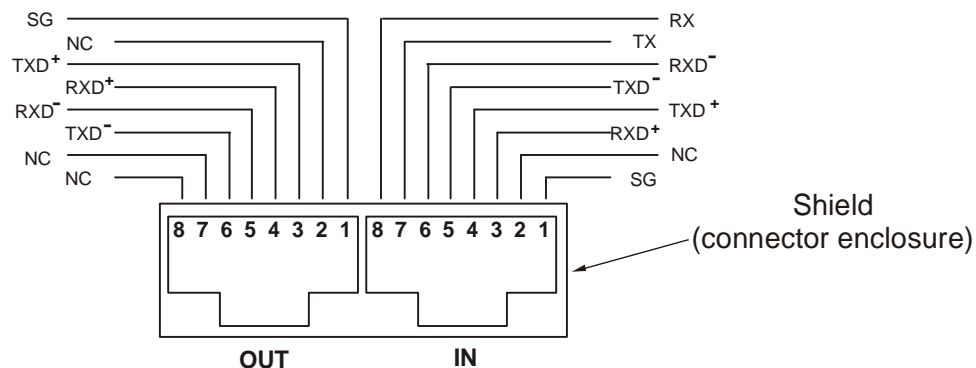 SG
NC
TXD+
RXD+
RXD-
TXD-
NC
NC
RX
TX
RXD-
TXD-
TXD+
RXD+
NC
SG
8 7 6 5 4 3 2 1
8 7 6 5 4 3 2 1
Shield
(connector enclosure)
OUT
IN